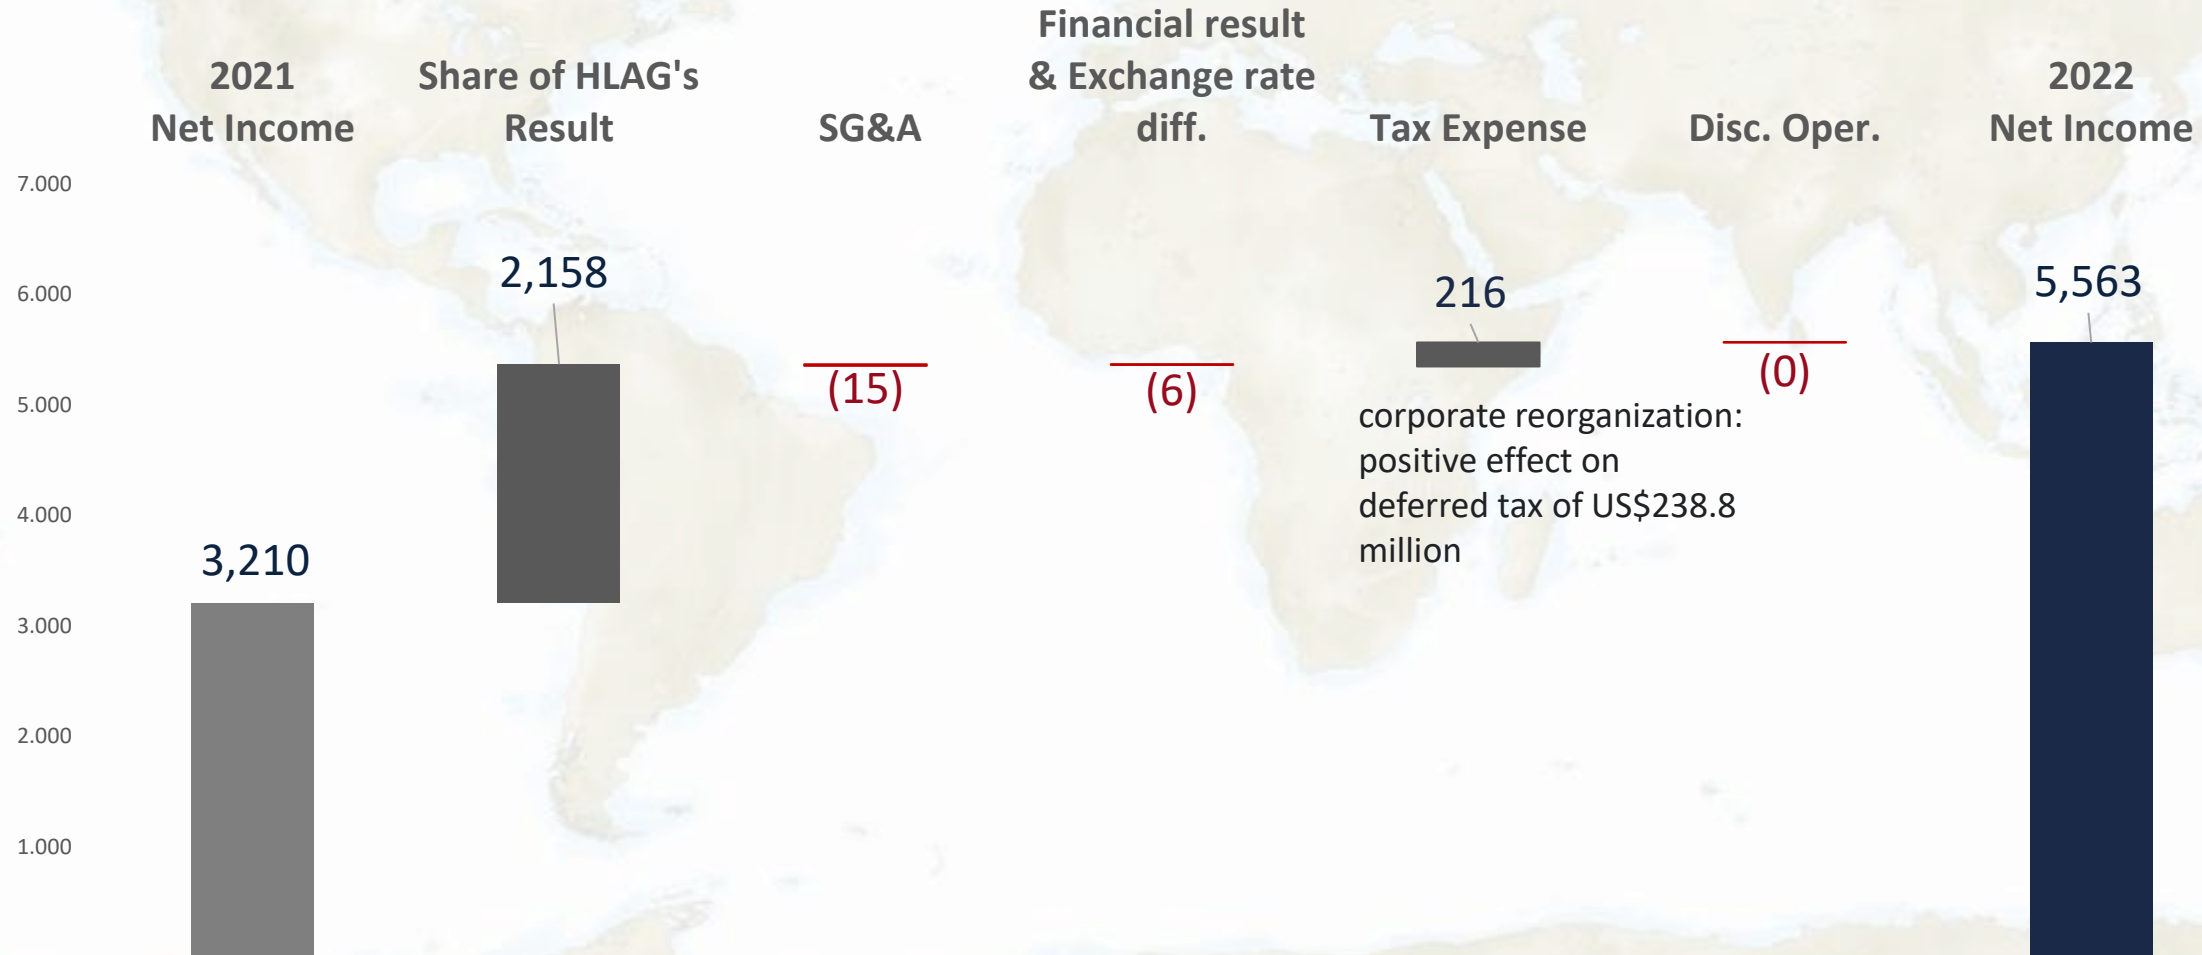 2021
Net Income
Share of HLAG's
Result
SG&A
Financial result
& Exchange rate
diff.
Tax Expense
Disc. Oper.
2022
Net Income
7.000
6.000
5.000
4.000
3.000
2.000
1.000
3,210
2,158
(15)
(6)
216
corporate reorganization:
positive effect on
deferred tax of US$238.8
million
(0)
5,563